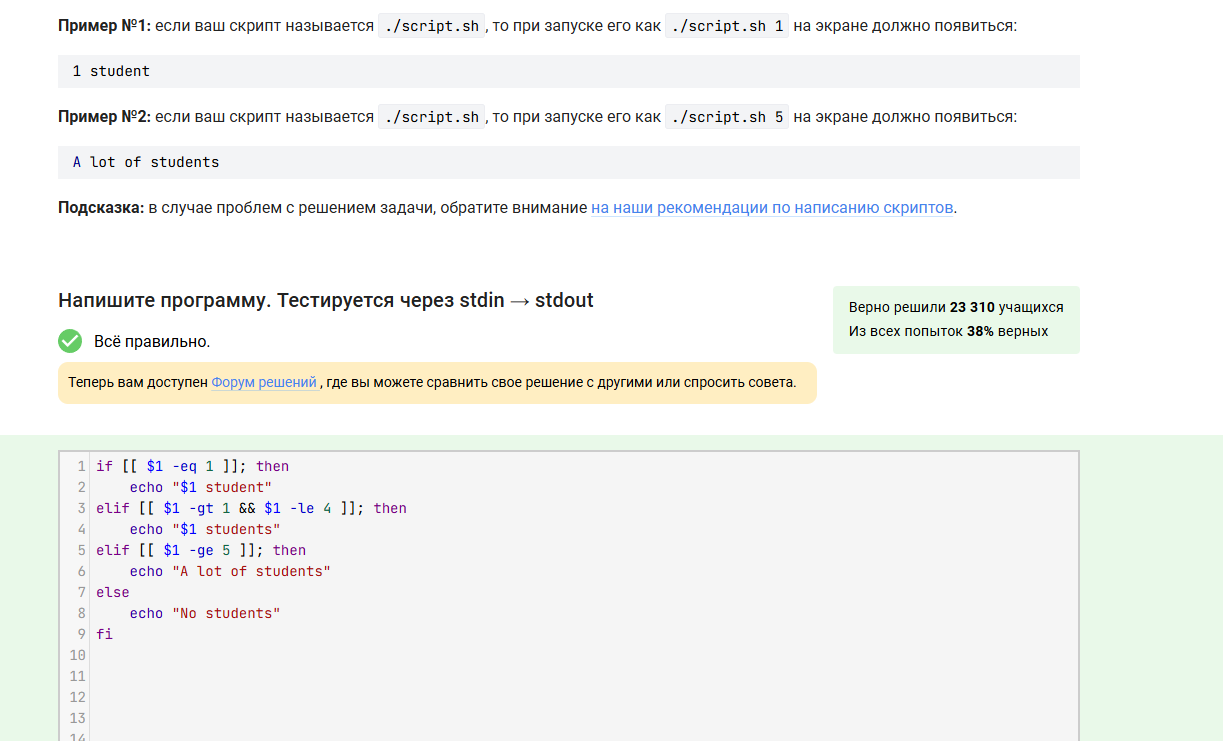 Пример №1: если ваш скрипт называется ./script.sh, то при запуске его как ./script.sh 1 на экране должно появиться:
1 student
Пример №2: если ваш скрипт называется ./script.sh, то при запуске его как ./script.sh 5 на экране должно появиться:
A lot of students
Подсказка: в случае проблем с решением задачи, обратите внимание на наши рекомендации по написанию скриптов.
Напишите программу. Тестируется через stdin → stdout
Верно решили 23 310 учащихся
Из всех попыток 38% верных
Всё правильно.
Теперь вам доступен Форум решений, где вы можете сравнить свое решение с другими или спросить совета.
1 if [[ $1 -eq 1 ]]; then
2     echo "$1 student"
3 elif [[ $1 -gt 1 && $1 -le 4 ]]; then
4     echo "$1 students"
5 elif [[ $1 -ge 5 ]]; then
6     echo "A lot of students"
7 else
8     echo "No students"
9 fi
10
11
12
13
14